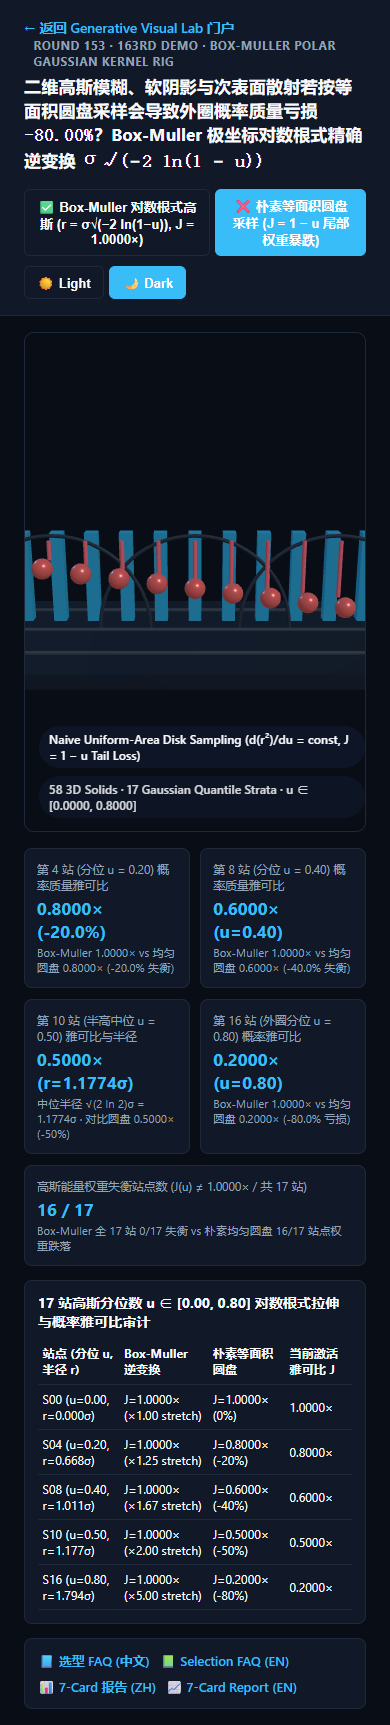 ← 返回 Generative Visual Lab 门户
ROUND 153 · 163RD DEMO · BOX-MULLER POLAR
GAUSSIAN KERNEL RIG
二维高斯模糊、软阴影与次表面散射若按等
面积圆盘采样会导致外圈概率质量亏损
-80.00%? Box-Muller 极坐标对数根式精确
逆变换 σ√(-2 ln(1 - u))
✅ Box-Muller 对数根式高
斯 (r = σ√(−2 ln(1−u)), J =
1.0000×)
❌ 朴素等面积圆盘
采样 (J = 1 − u 尾部
权重暴跌)
☀️ Light
🌙 Dark
Naive Uniform-Area Disk Sampling (d(r²)/du = const, J
= 1 − u Tail Loss)
58 3D Solids · 17 Gaussian Quantile Strata · u ∈
[0.0000, 0.8000]
第 4 站 (分位 u = 0.20) 概
率质量雅可比
0.8000×
(-20.0%)
Box-Muller 1.0000× vs 均匀
圆盘 0.8000× (-20.0% 失衡)
第 8 站 (分位 u = 0.40) 概
率质量雅可比
0.6000×
(u=0.40)
Box-Muller 1.0000× vs 均匀
圆盘 0.6000× (-40.0% 失衡)
第 10 站 (半高中位 u =
0.50) 雅可比与半径
0.5000×
(r=1.1774σ)
中位半径 √(2 ln 2)σ =
1.1774σ · 对比圆盘 0.5000×
(-50%)
第 16 站 (外圈分位 u =
0.80) 概率雅可比
0.2000×
(u=0.80)
Box-Muller 1.0000× vs 均匀
圆盘 0.2000× (-80.0% 亏损)
高斯能量权重失衡站点数 (J(u) ≠ 1.0000× / 共 17 站)
16 / 17
Box-Muller 全 17 站 0/17 失衡 vs 朴素均匀圆盘 16/17 站点权
重跌落
17 站高斯分位数 u ∈ [0.00, 0.80] 对数根式拉伸
与概率雅可比审计
站点 (分位 u, Box-Muller 朴素等面积 当前激活
半径 r) 逆变换 圆盘 雅可比 J
S00 (u=0.00, J=1.0000× J=1.0000× 1.0000×
r=0.000σ) (×1.00 stretch) (0%)
S04 (u=0.20, J=1.0000× J=0.8000× 0.8000×
r=0.668σ) (×1.25 stretch) (-20%)
S08 (u=0.40, J=1.0000× J=0.6000× 0.6000×
r=1.011σ) (×1.67 stretch) (-40%)
S10 (u=0.50, J=1.0000× J=0.5000× 0.5000×
r=1.177σ) (×2.00 stretch) (-50%)
S16 (u=0.80, J=1.0000× J=0.2000× 0.2000×
r=1.794σ) (×5.00 stretch) (-80%)
📘 选型 FAQ (中文) 📗 Selection FAQ (EN)
📊 7-Card 报告 (ZH) 📈 7-Card Report (EN)